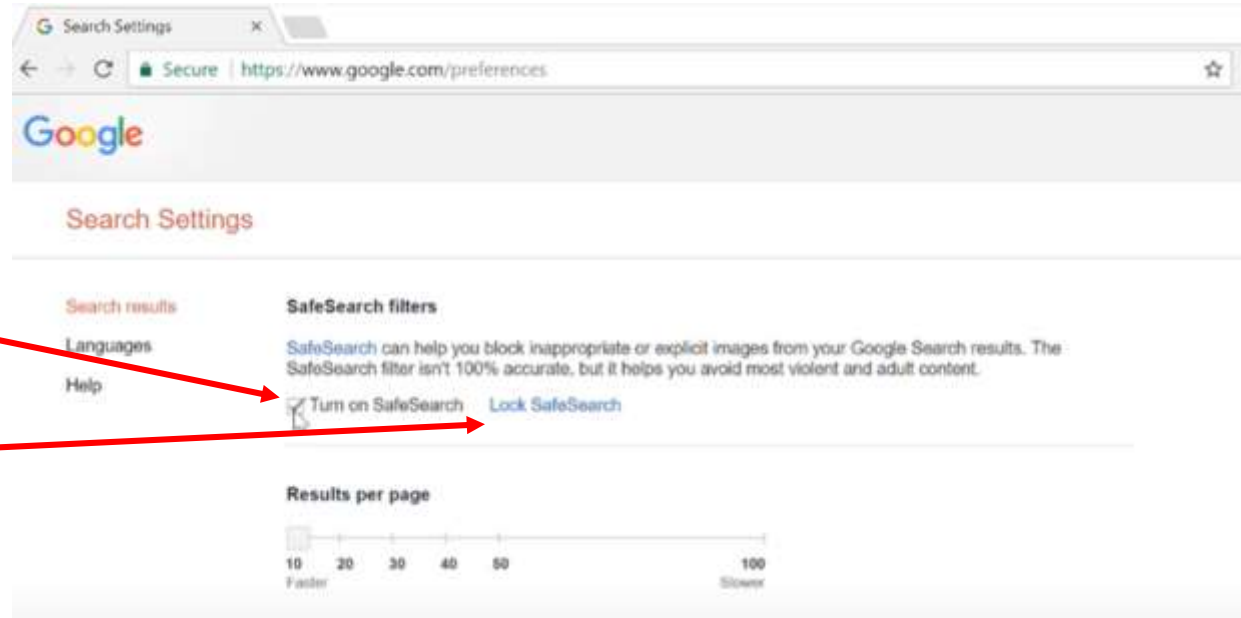 Search Settings
Secure https://www.google.com/preferences
Google
Search Settings
Search results
Languages
Help
SafeSearch filters
SafeSearch can help you block inappropriate or explicit images from your Google Search results. The
SafeSearch filter isn't 100% accurate, but it helps you avoid most violent and adult content.
Turn on SafeSearch Lock SafeSearch
Results per page
10 20 30 40 50 100
Faster Slower